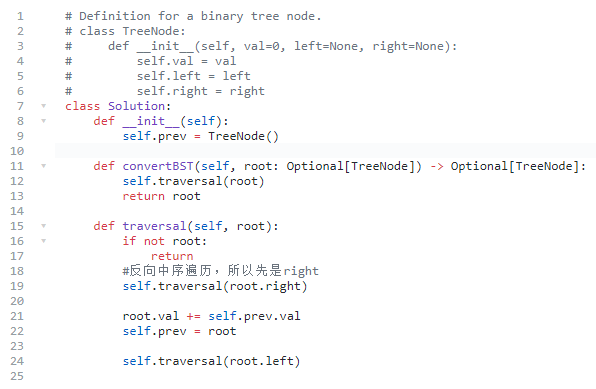 1 # Definition for a binary tree node.
2 # class TreeNode:
3 #     def __init__(self, val=0, left=None, right=None):
4 #         self.val = val
5 #         self.left = left
6 #         self.right = right
7 class Solution:
8     def __init__(self):
9         self.prev = TreeNode()
10
11     def convertBST(self, root: Optional[TreeNode]) -> Optional[TreeNode]:
12         self.traversal(root)
13         return root
14
15     def traversal(self, root):
16         if not root:
17             return
18         #反向中序遍历，所以先是right
19         self.traversal(root.right)
20
21         root.val += self.prev.val
22         self.prev = root
23
24         self.traversal(root.left)
25